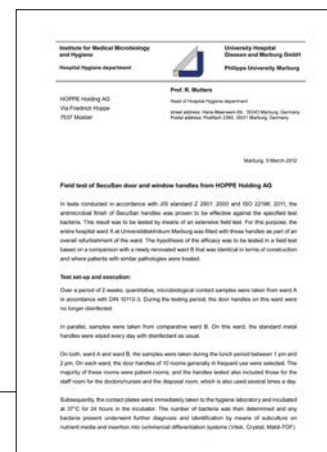 Institute for Medical Microbiology
and Hygiene
Hospital Hygiene department
University Hospital
Giessen and Marburg GmbH
Philipps University Marburg
HOPPE Holding AG
Via Friedrich Hoppe
7537 Müstair
Prof. R. Mutters
Head of Hospital Hygiene department
street address: Hans-Meerwein-Str., 35043 Marburg, Germany
Postal address: Postfach 2360, 35011 Marburg, Germany
Marburg, 5 March 2012
Field test of SecuSan door and window handles from HOPPE Holding AG
In tests conducted in accordance with JIS standard Z 2801: 2000 and ISO 22196: 2011, the
antimicrobial finish of SecuSan handles was proven to be effective against the specified test
bacteria. This result was to be tested by means of an extensive field test. For this purpose, the
entire hospital ward A at Universitätsklinikum Marburg was fitted with these handles as part of an
overall refurbishment of the ward. The hypothesis of the efficacy was to be tested in a field test
based on a comparison with a newly renovated ward B that was identical in terms of construction
and where patients with similar pathologies were treated.
Test set-up and execution:
Over a period of 2 weeks, quantitative, microbiological contact samples were taken from ward A
in accordance with DIN 10113-3. During the testing period, the door handles on this ward were
no longer disinfected.
In parallel, samples were taken from comparative ward B. On this ward, the standard metal
handles were wiped every day with disinfectant as usual.
On both, ward A and ward B, the samples were taken during the lunch period between 1 pm and
2 pm. On each ward, the door handles of 10 rooms generally in frequent use were selected. The
majority of these rooms were patient rooms, and the handles tested also included those for the
staff room for the doctors/nurses and the disposal room, which is also used several times a day.
Subsequently, the contact plates were immediately taken to the hygiene laboratory and incubated
at 37°C for 24 hours in the incubator. The number of bacteria was then determined and any
bacteria present underwent further diagnosis and identification by means of subculture on
nutrient media and insertion into commercial differentiation systems (Vitek, Crystal, Maldi-TOF).